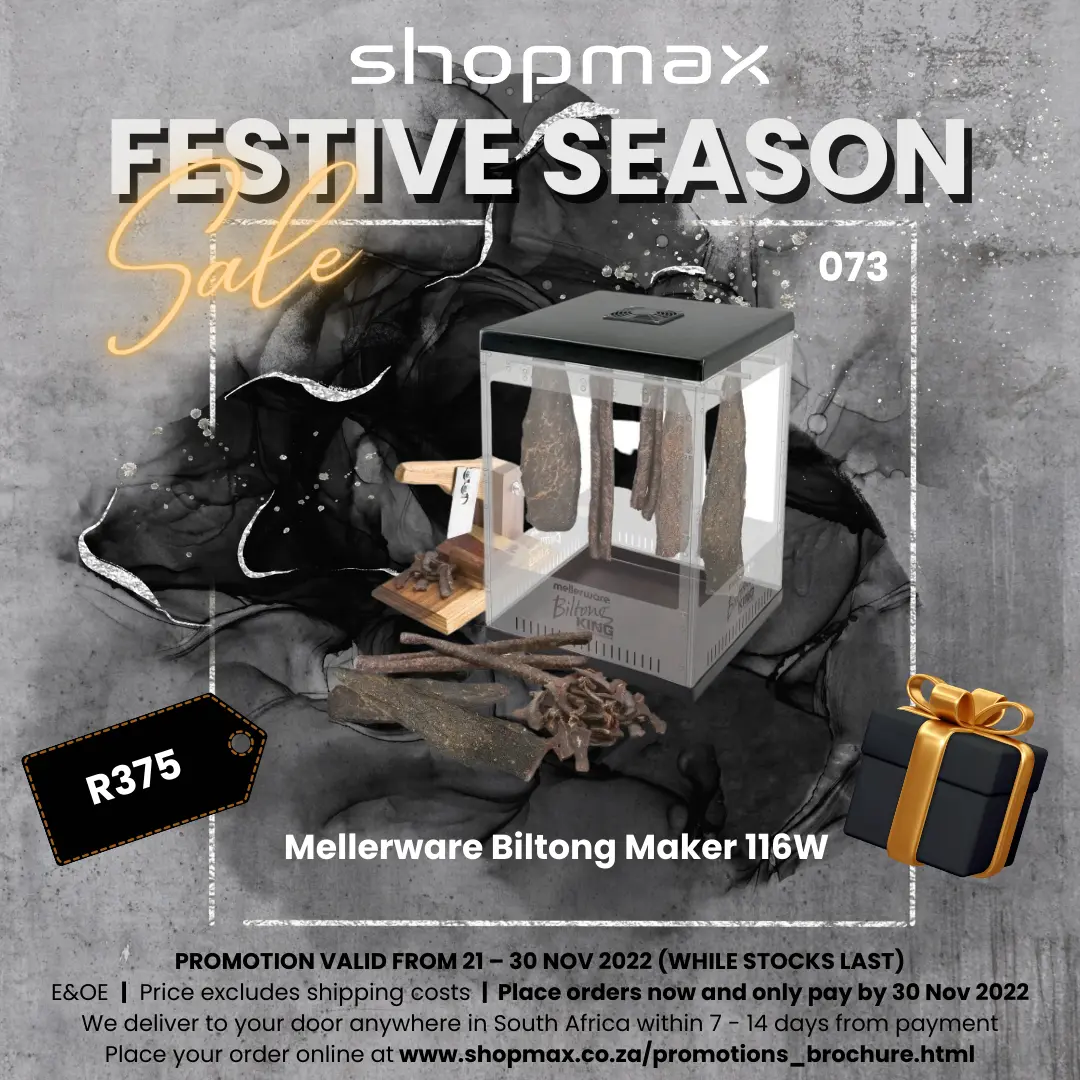 shopmax
FESTIVE SEASON
Sale
073
mellerware
Biltong
KING
Biltong
KING
R375
Mellerware Biltong Maker 116W
PROMOTION VALID FROM 21 – 30 NOV 2022 (WHILE STOCKS LAST)
E&OE | Price excludes shipping costs | Place orders now and only pay by 30 Nov 2022
We deliver to your door anywhere in South Africa within 7 - 14 days from payment
Place your order online at www.shopmax.co.za/promotions_brochure.html